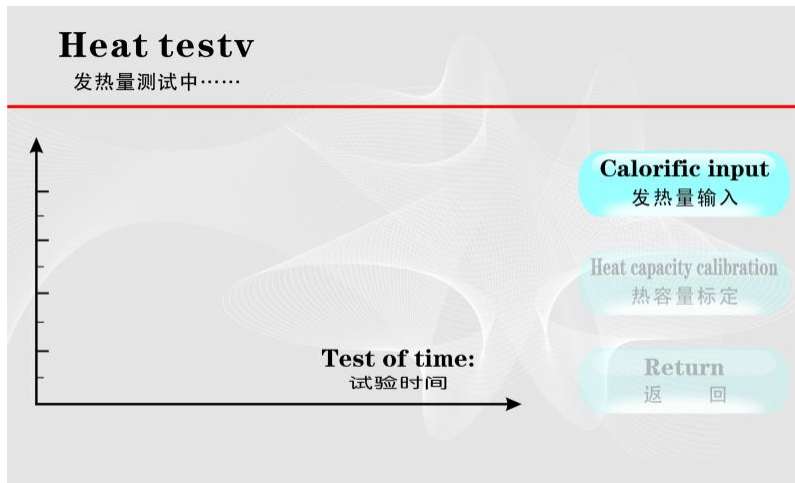 Heat testv
发热量测试中……
Calorific input
发热量输入
Heat capacity calibration
热容量标定
Test of time:
试验时间
Return
返 回